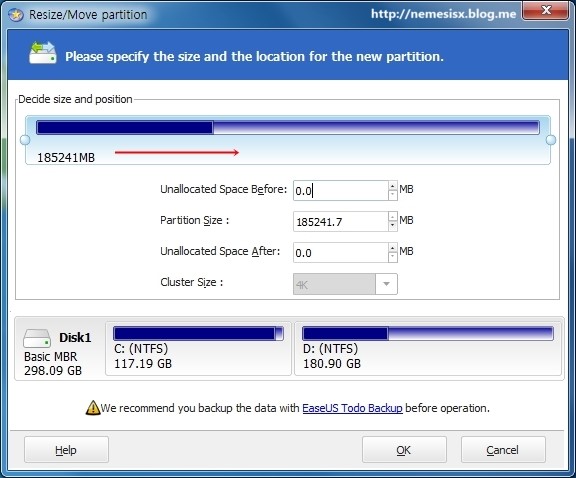 Resize/Move partition
http://nemesisx.blog.me
Please specify the size and the location for the new partition.
Decide size and position
185241MB
Unallocated Space Before: 0.0 MB
Partition Size : 185241.7 MB
Unallocated Space After: 0.0 MB
Cluster Size : 4K
Disk1
Basic MBR
298.09 GB
C: (NTFS)
117.19 GB
D: (NTFS)
180.90 GB
We recommend you backup the data with EaseUS Todo Backup before operation.
Help
OK
Cancel